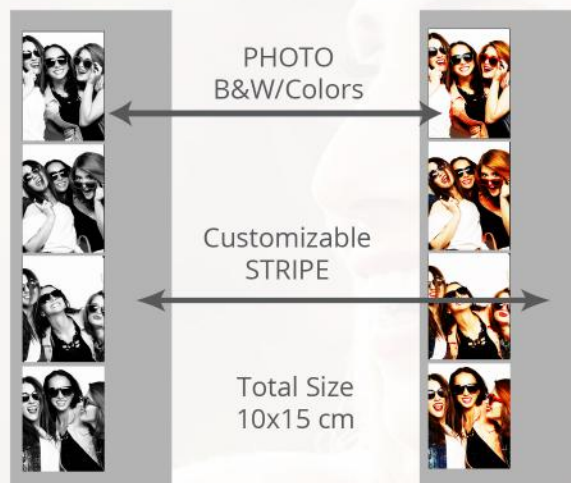 PHOTO
B&W/Colors
Customizable
STRIPE
Total Size
10x15 cm